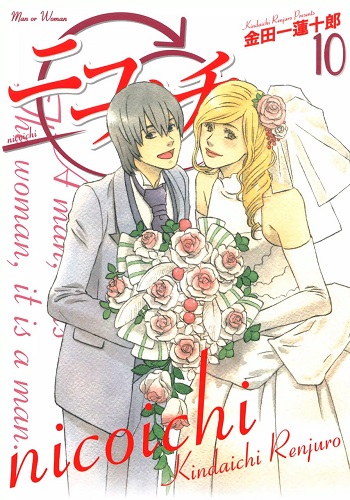 Man or Woman
Kindaichi Renjuro Presents
金田一蓮十郎
10
ニコイチ
nicoichi
A man,
woman, it is a man.
nicoichi
Kindaichi Renjuro